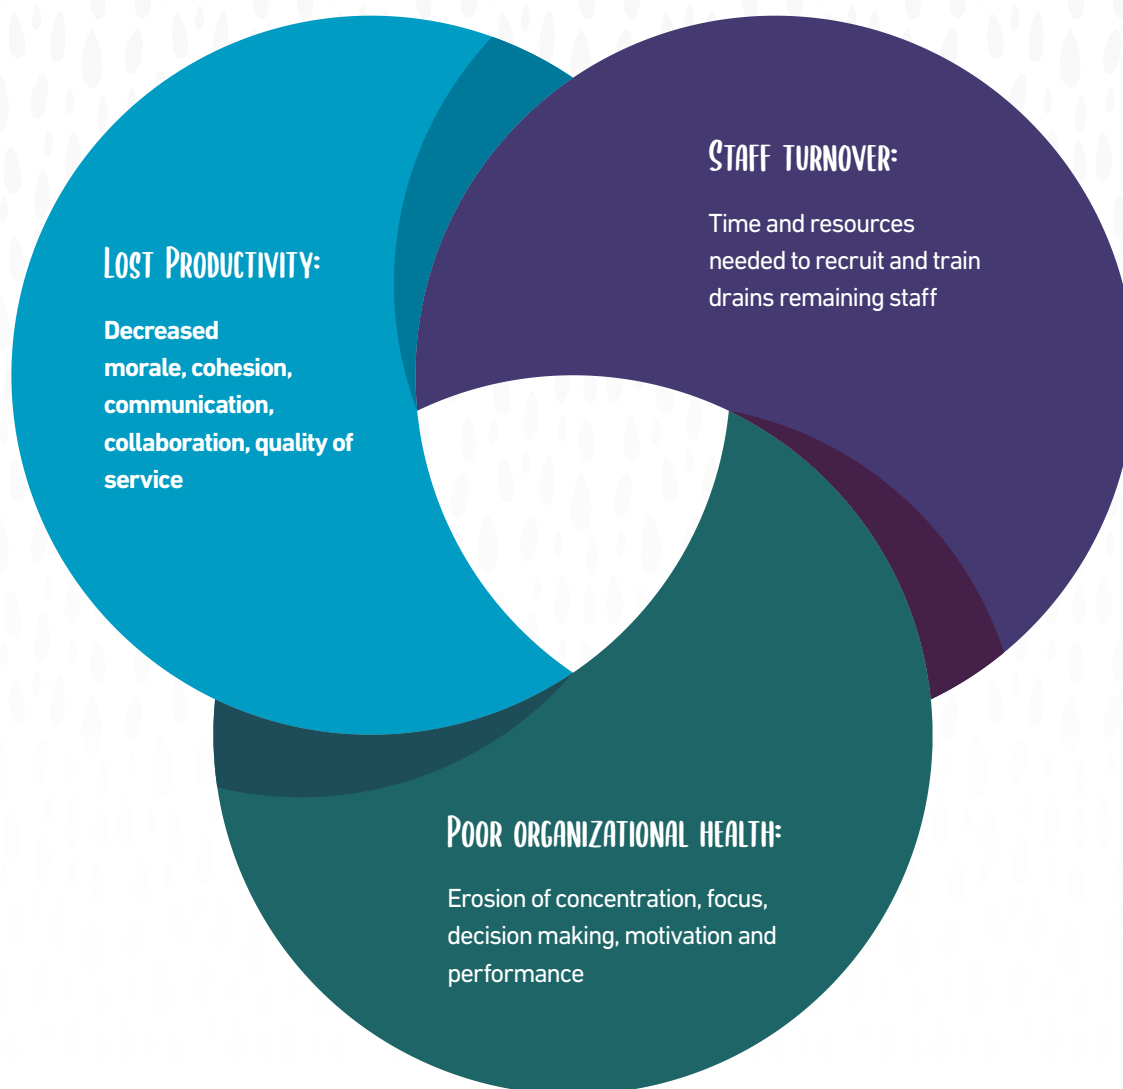 Lost Productivity:
Decreased
morale, cohesion,
communication,
collaboration, quality of
service
Staff turnover:
Time and resources
needed to recruit and train
drains remaining staff
Poor organizational health:
Erosion of concentration, focus,
decision making, motivation and
performance